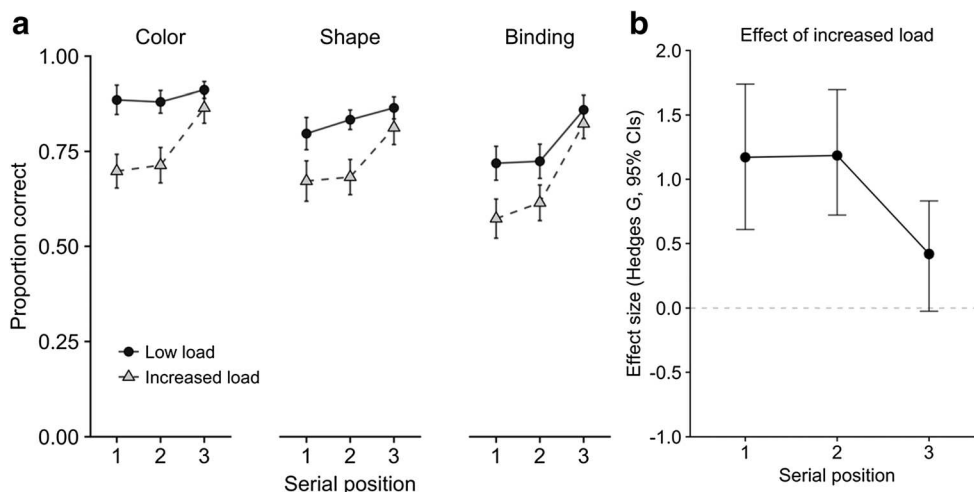 a
Color Shape Binding
Proportion correct
1.00
0.75
0.50
0.25
0.00
Low load
Increased load
1 2 3 1 2 3 1 2 3
Serial position
b
Effect of increased load
Effect size (Hedges G, 95% CIs)
2.0
1.5
1.0
0.5
0.0
-0.5
-1.0
1 2 3
Serial position